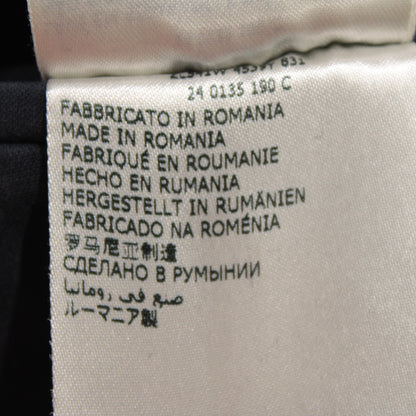 24 0135 190 C
FABBRICATO IN ROMANIA
MADE IN ROMANIA
FABRIQUÉ EN ROUMANIE
HECHO EN RUMANIA
HERGESTELLT IN RUMÄNIEN
FABRICADO NA ROMÉNIA
罗马尼亚制造
СДЕЛАНО В РУМЫНИИ
صنع في رومانيا
ルーマニア製